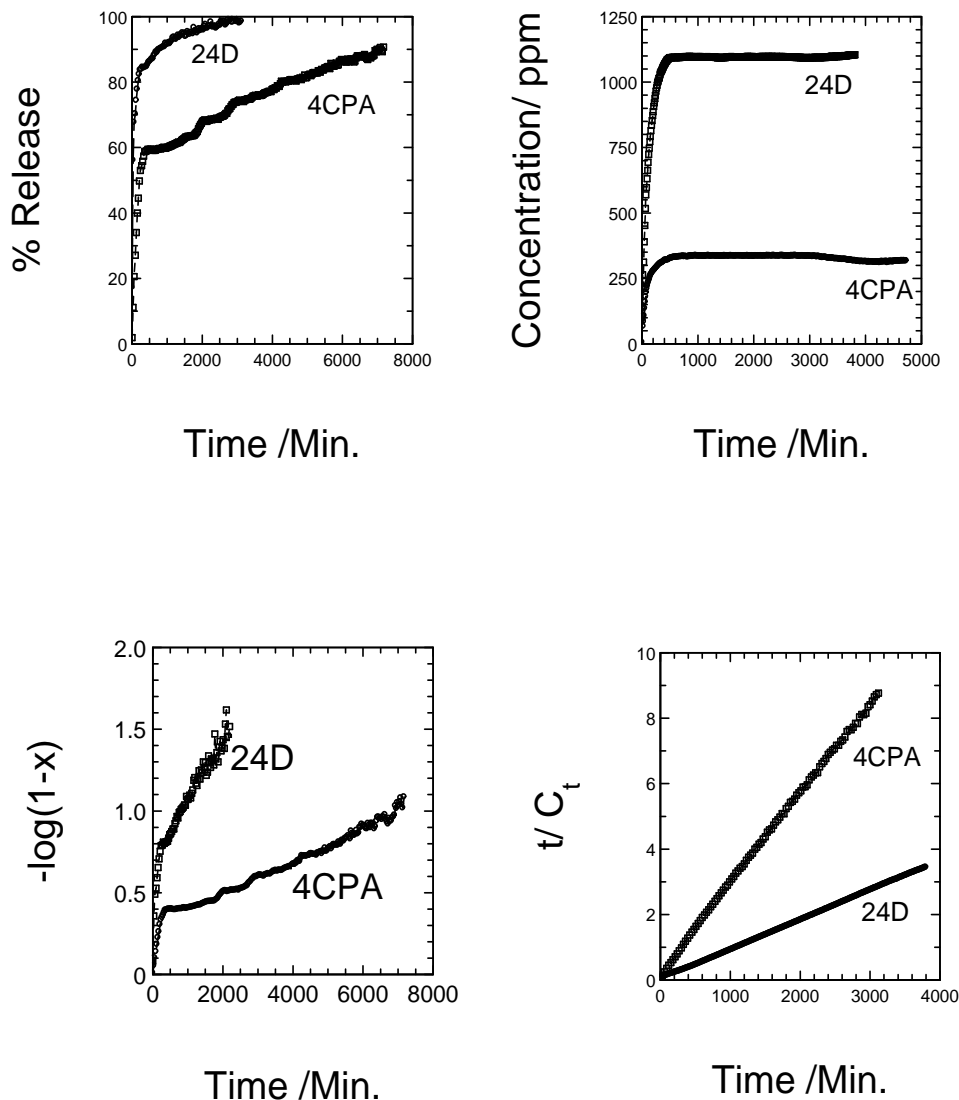 % Release
100
80
60
40
20
0
24D
4CPA
0 2000 4000 6000 8000
Time /Min.
Concentration/ ppm
1250
1000
750
500
250
0
24D
4CPA
0 1000 2000 3000 4000 5000
Time /Min.
-log(1-x)
2.0
1.5
1.0
0.5
0
24D
4CPA
0 2000 4000 6000 8000
Time /Min.
t/ Ct
10
8
6
4
2
0
4CPA
24D
0 1000 2000 3000 4000
Time /Min.